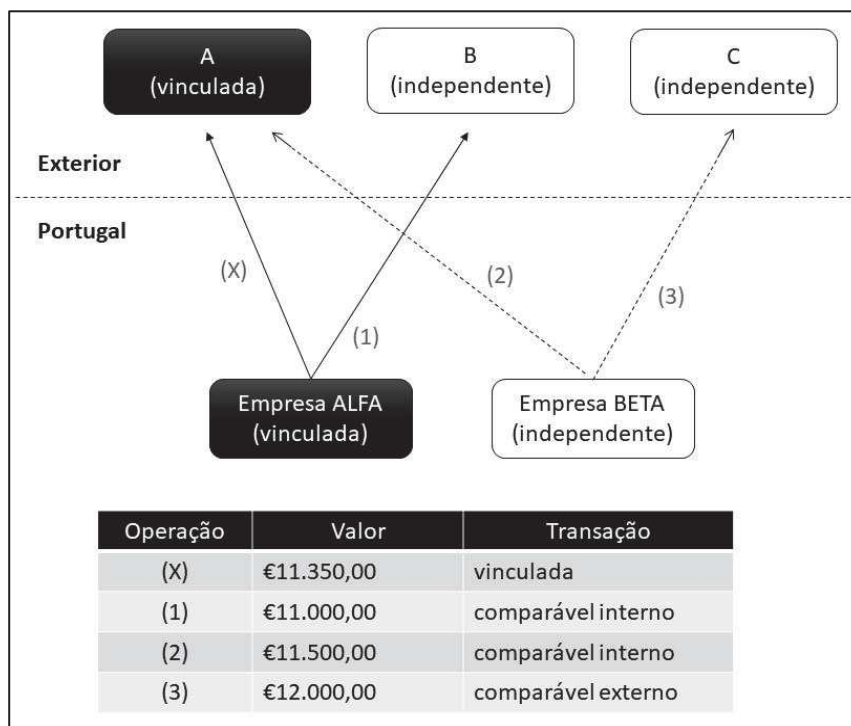 A
(vinculada)
B
(independente)
C
(independente)
Exterior
Portugal
(X)
(1)
(2)
(3)
Empresa ALFA
(vinculada)
Empresa BETA
(independente)
Operação Valor Transação
(X) €11.350,00 vinculada
(1) €11.000,00 comparável interno
(2) €11.500,00 comparável interno
(3) €12.000,00 comparável externo